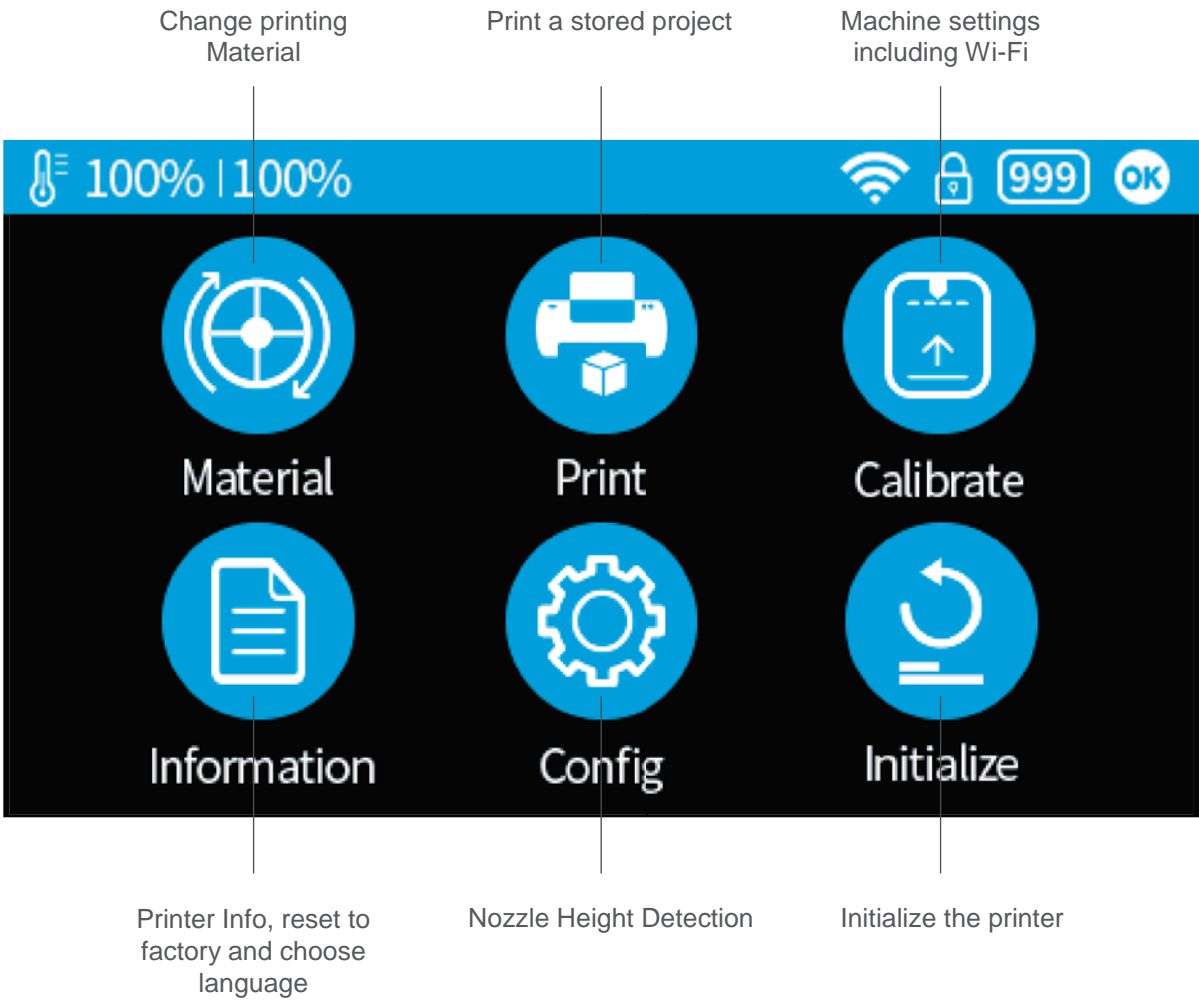 Change printing
Material
Print a stored project
Machine settings
including Wi-Fi
100% | 100%
999
OK
Material
Print
Calibrate
Information
Config
Initialize
Printer Info, reset to
factory and choose
language
Nozzle Height Detection
Initialize the printer